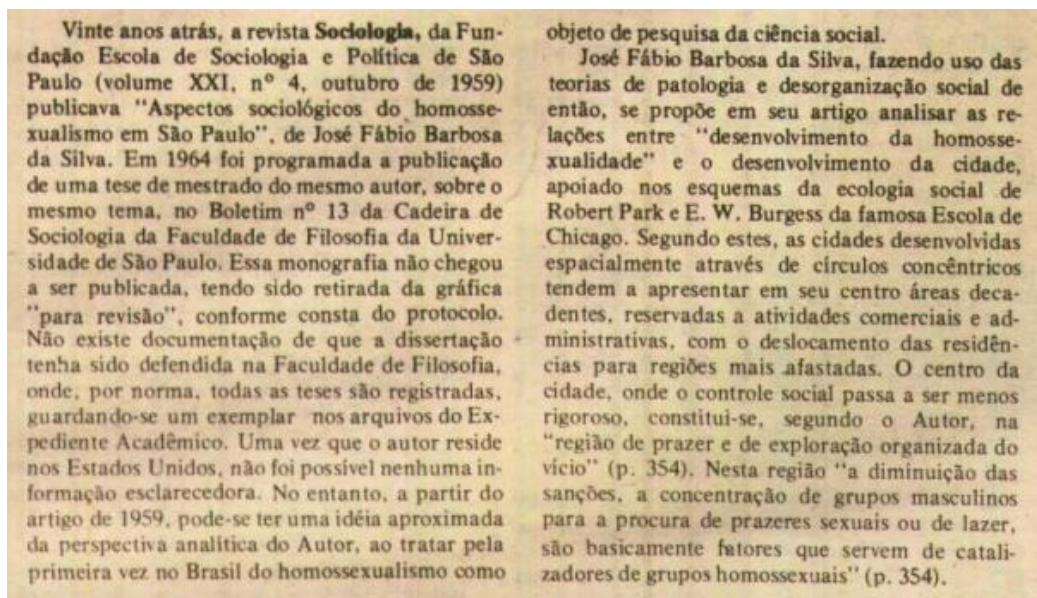 Vinte anos atrás, a revista Sociologia, da Fun-
dação Escola de Sociologia e Política de São
Paulo (volume XXI, nº 4, outubro de 1959)
publicava "Aspectos sociológicos do homosse-
xualismo em São Paulo", de José Fábio Barbosa
da Silva. Em 1964 foi programada a publicação
de uma tese de mestrado do mesmo autor, sobre o
mesmo tema, no Boletim nº 13 da Cadeira de
Sociologia da Faculdade de Filosofia da Univer-
sidade de São Paulo. Essa monografia não chegou
a ser publicada, tendo sido retirada da gráfica
"para revisão", conforme consta do protocolo.
Não existe documentação de que a dissertação
tenha sido defendida na Faculdade de Filosofia,
onde, por norma, todas as teses são registradas,
guardando-se um exemplar nos arquivos do Ex-
pediente Acadêmico. Uma vez que o autor reside
nos Estados Unidos, não foi possível nenhuma in-
formação esclarecedora. No entanto, a partir do
artigo de 1959, pode-se ter uma idéia aproximada
da perspectiva analítica do Autor, ao tratar pela
primeira vez no Brasil do homossexualismo como
objeto de pesquisa da ciência social.
José Fábio Barbosa da Silva, fazendo uso das
teorias de patologia e desorganização social de
então, se propõe em seu artigo analisar as re-
lações entre "desenvolvimento da homosse-
xualidade" e o desenvolvimento da cidade,
apoiado nos esquemas da ecologia social de
Robert Park e E. W. Burgess da famosa Escola de
Chicago. Segundo estes, as cidades desenvolvidas
espacialmente através de círculos concêntricos
tendem a apresentar em seu centro áreas deca-
dentes, reservadas a atividades comerciais e ad-
ministrativas, com o deslocamento das residên-
cias para regiões mais afastadas. O centro da
cidade, onde o controle social passa a ser menos
rigoroso, constitui-se, segundo o Autor, na
"região de prazer e de exploração organizada do
vício" (p. 354). Nesta região "a diminuição das
sanções, a concentração de grupos masculinos
para a procura de prazeres sexuais ou de lazer,
são basicamente fatores que servem de catali-
zadores de grupos homossexuais" (p. 354).